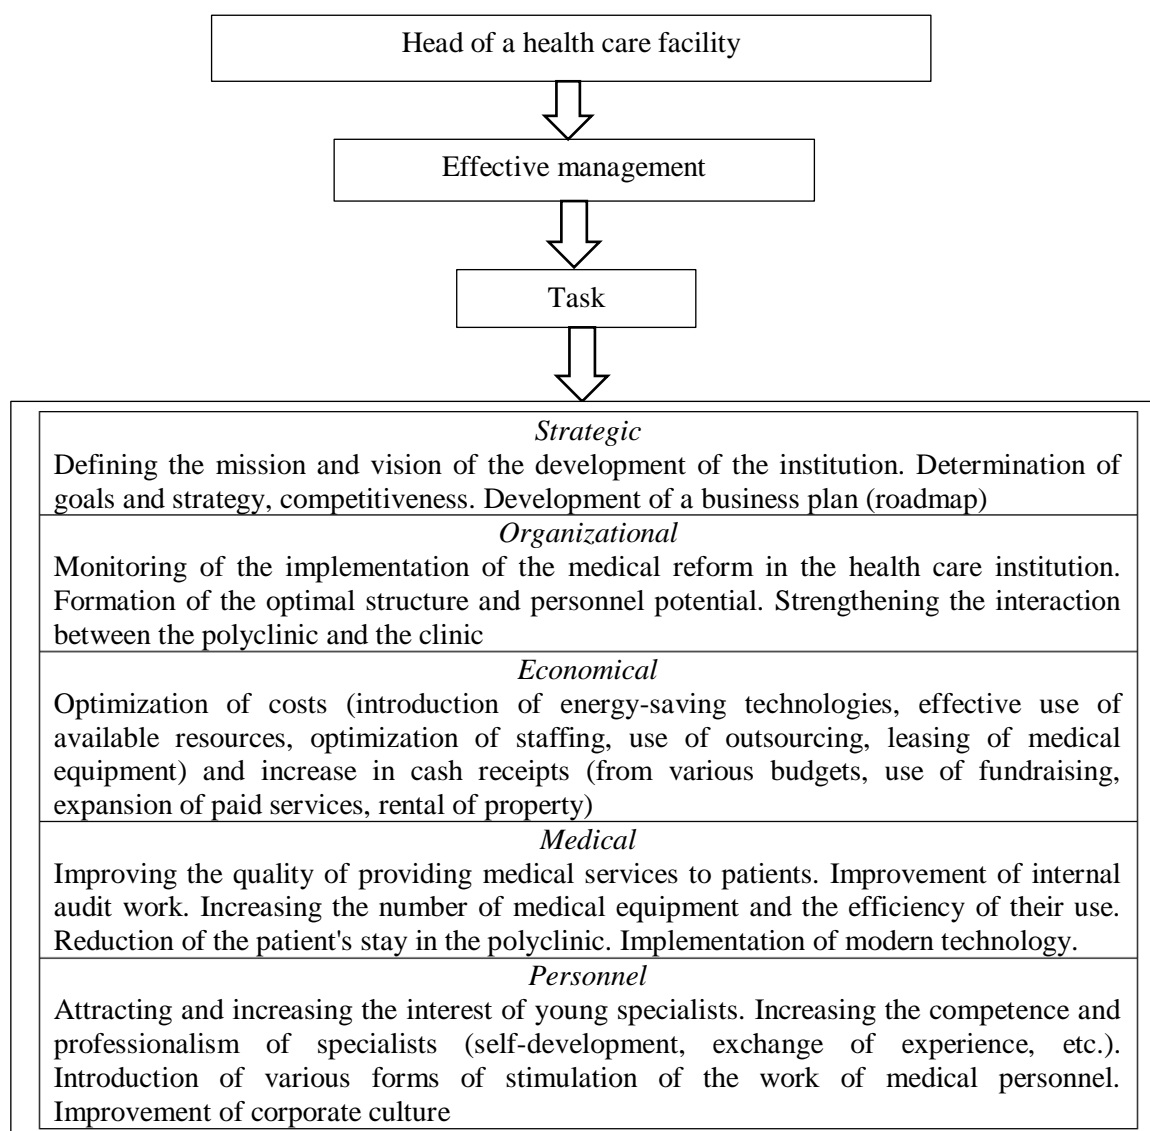 Head of a health care facility
Effective management
Task
Strategic
Defining the mission and vision of the development of the institution. Determination of
goals and strategy, competitiveness. Development of a business plan (roadmap)
Organizational
Monitoring of the implementation of the medical reform in the health care institution.
Formation of the optimal structure and personnel potential. Strengthening the interaction
between the polyclinic and the clinic
Economical
Optimization of costs (introduction of energy-saving technologies, effective use of
available resources, optimization of staffing, use of outsourcing, leasing of medical
equipment) and increase in cash receipts (from various budgets, use of fundraising,
expansion of paid services, rental of property)
Medical
Improving the quality of providing medical services to patients. Improvement of internal
audit work. Increasing the number of medical equipment and the efficiency of their use.
Reduction of the patient's stay in the polyclinic. Implementation of modern technology.
Personnel
Attracting and increasing the interest of young specialists. Increasing the competence and
professionalism of specialists (self-development, exchange of experience, etc.).
Introduction of various forms of stimulation of the work of medical personnel.
Improvement of corporate culture